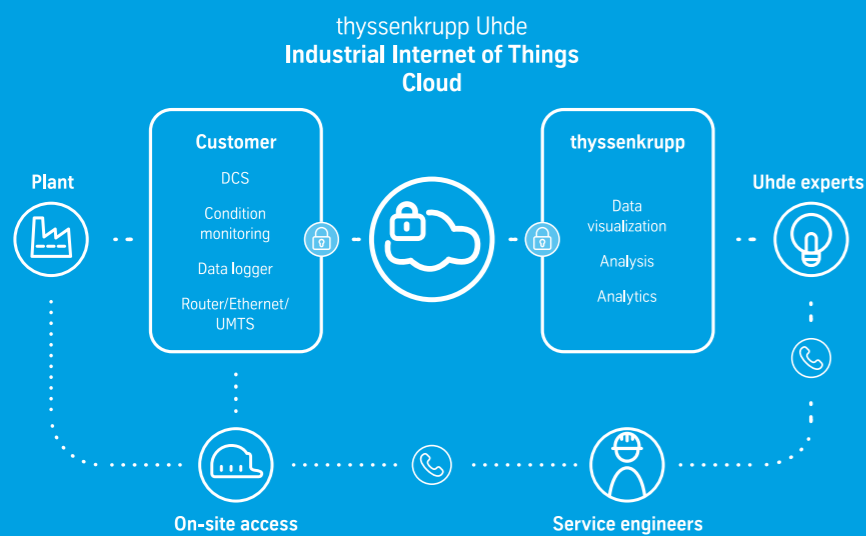 thyssenkrupp Uhde
Industrial Internet of Things
Cloud
Customer
DCS
Condition
monitoring
Data logger
Router/Ethernet/
UMTS
thyssenkrupp
Data
visualization
Analysis
Analytics
Plant
Uhde experts
On-site access
Service engineers